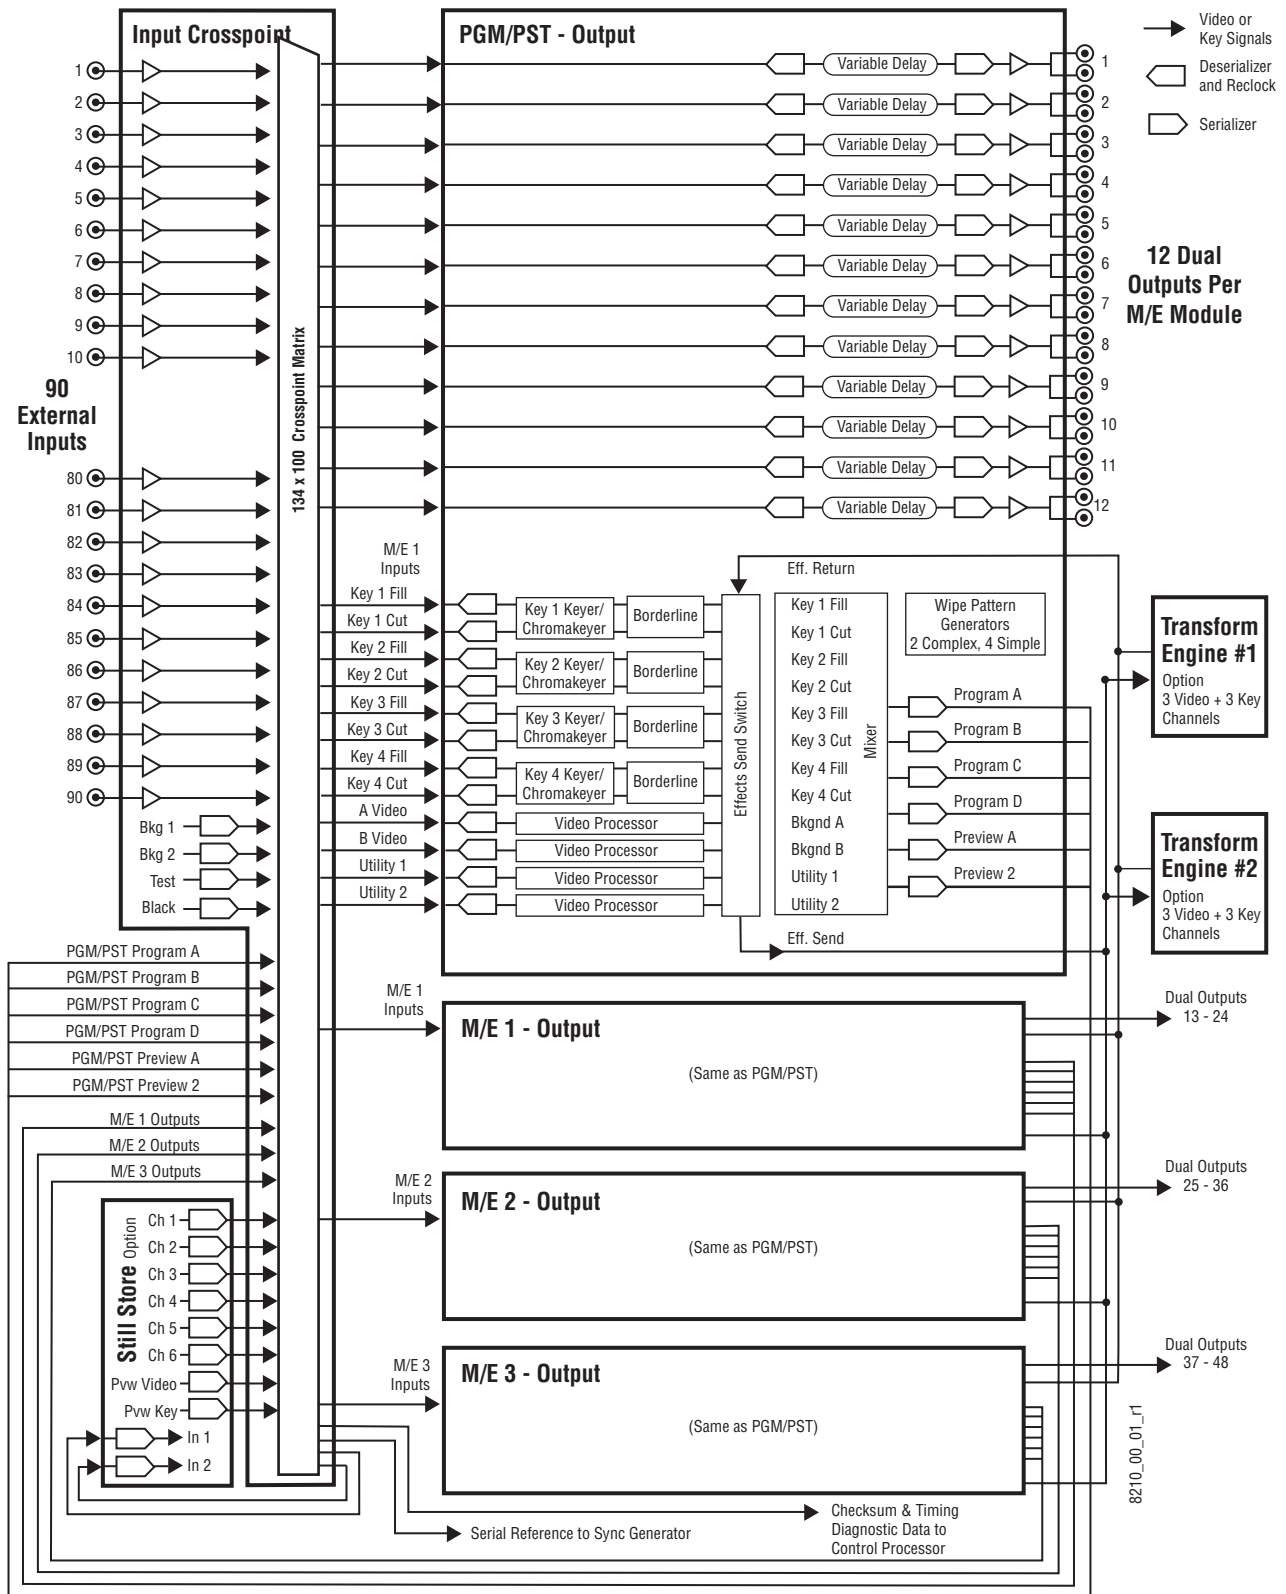 Input Crosspoint
1
2
3
4
5
6
7
8
9
10
90
External
Inputs
80
81
82
83
84
85
86
87
88
89
90
Bkg 1
Bkg 2
Test
Black
PGM/PST Program A
PGM/PST Program B
PGM/PST Program C
PGM/PST Program D
PGM/PST Preview A
PGM/PST Preview 2
M/E 1 Outputs
M/E 2 Outputs
M/E 3 Outputs
Still Store Option
Ch 1
Ch 2
Ch 3
Ch 4
Ch 5
Ch 6
Pvw Video
Pvw Key
In 1
In 2
134 x 100 Crosspoint Matrix
PGM/PST - Output
Variable Delay
1
Variable Delay
2
Variable Delay
3
Variable Delay
4
Variable Delay
5
Variable Delay
6
Variable Delay
7
Variable Delay
8
Variable Delay
9
Variable Delay
10
Variable Delay
11
Variable Delay
12
Video or
Key Signals
Deserializer
and Reclock
Serializer
12 Dual
Outputs Per
M/E Module
M/E 1
Inputs
Key 1 Fill
Key 1 Cut
Key 2 Fill
Key 2 Cut
Key 3 Fill
Key 3 Cut
Key 4 Fill
Key 4 Cut
A Video
B Video
Utility 1
Utility 2
Key 1 Keyer/
Chromakeyer
Borderline
Key 2 Keyer/
Chromakeyer
Borderline
Key 3 Keyer/
Chromakeyer
Borderline
Key 4 Keyer/
Chromakeyer
Borderline
Video Processor
Video Processor
Video Processor
Video Processor
Effects Send Switch
Eff. Return
Key 1 Fill
Key 1 Cut
Key 2 Fill
Key 2 Cut
Key 3 Fill
Key 3 Cut
Key 4 Fill
Key 4 Cut
Bkgnd A
Bkgnd B
Utility 1
Utility 2
Mixer
Eff. Send
Wipe Pattern
Generators
2 Complex, 4 Simple
Program A
Program B
Program C
Program D
Preview A
Preview 2
Transform
Engine #1
Option
3 Video + 3 Key
Channels
Transform
Engine #2
Option
3 Video + 3 Key
Channels
M/E 1
Inputs
M/E 1 - Output
(Same as PGM/PST)
Dual Outputs
13 - 24
M/E 2
Inputs
M/E 2 - Output
(Same as PGM/PST)
Dual Outputs
25 - 36
M/E 3
Inputs
M/E 3 - Output
(Same as PGM/PST)
Dual Outputs
37 - 48
8210_00_01_r1
Checksum & Timing
Diagnostic Data to
Control Processor
Serial Reference to Sync Generator